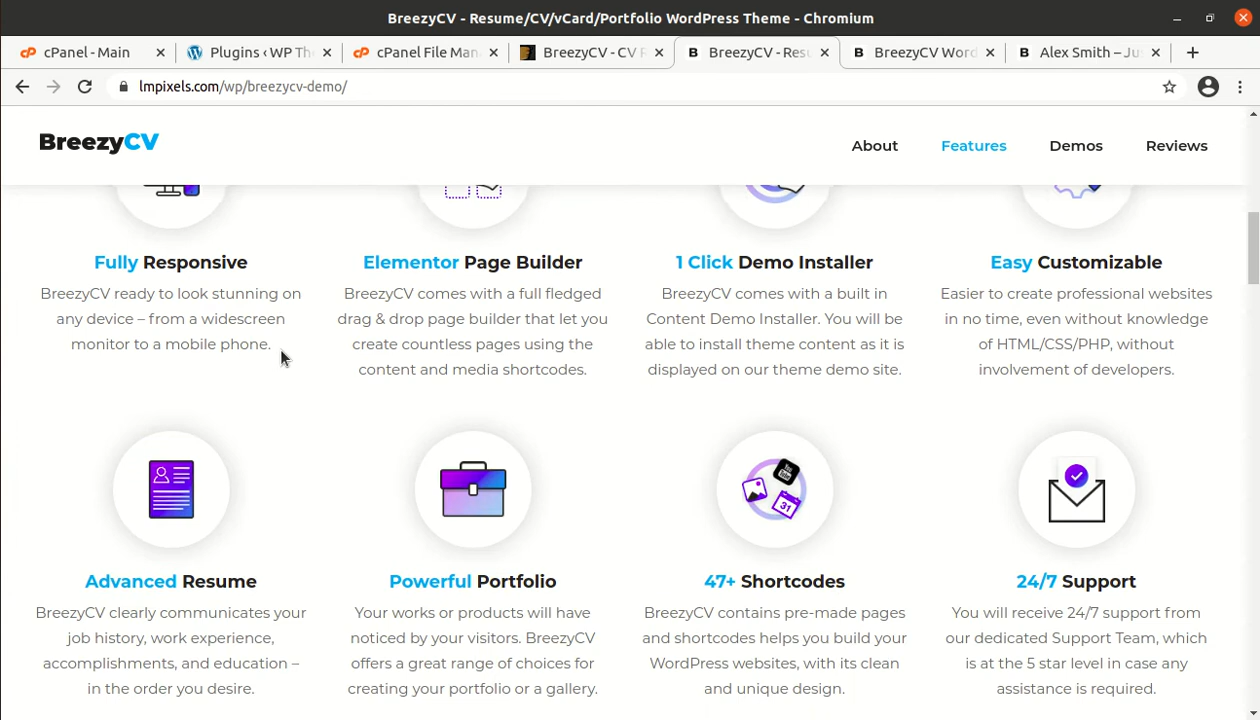 BreezyCV - Resume/CV/vCard/Portfolio WordPress Theme - Chromium
cPanel - Main
Plugins ‹ WP The
cPanel File Man
BreezyCV - CV R
BreezyCV - Resu
BreezyCV Word
Alex Smith – Jus
lmpixels.com/wp/breezycv-demo/
BreezyCV
About
Features
Demos
Reviews
Fully Responsive
BreezyCV ready to look stunning on
any device – from a widescreen
monitor to a mobile phone.
Elementor Page Builder
BreezyCV comes with a full fledged
drag & drop page builder that let you
create countless pages using the
content and media shortcodes.
1 Click Demo Installer
BreezyCV comes with a built in
Content Demo Installer. You will be
able to install theme content as it is
displayed on our theme demo site.
Easy Customizable
Easier to create professional websites
in no time, even without knowledge
of HTML/CSS/PHP, without
involvement of developers.
Advanced Resume
BreezyCV clearly communicates your
job history, work experience,
accomplishments, and education –
in the order you desire.
Powerful Portfolio
Your works or products will have
noticed by your visitors. BreezyCV
offers a great range of choices for
creating your portfolio or a gallery.
You
Tube
31
47+ Shortcodes
BreezyCV contains pre-made pages
and shortcodes helps you build your
WordPress websites, with its clean
and unique design.
24/7 Support
You will receive 24/7 support from
our dedicated Support Team, which
is at the 5 star level in case any
assistance is required.